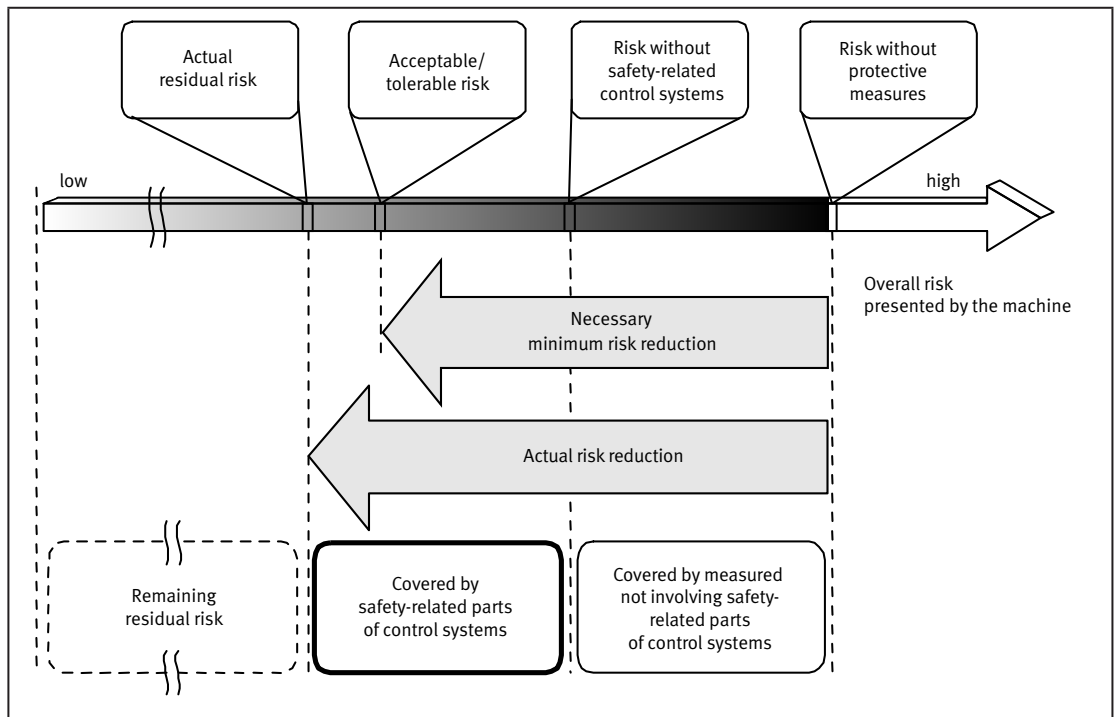 Actual
residual risk
Acceptable/
tolerable risk
Risk without
safety-related
control systems
Risk without
protective
measures
low
high
Overall risk
presented by the machine
Necessary
minimum risk reduction
Actual risk reduction
Remaining
residual risk
Covered by
safety-related parts
of control systems
Covered by measured
not involving safety-
related parts
of control systems